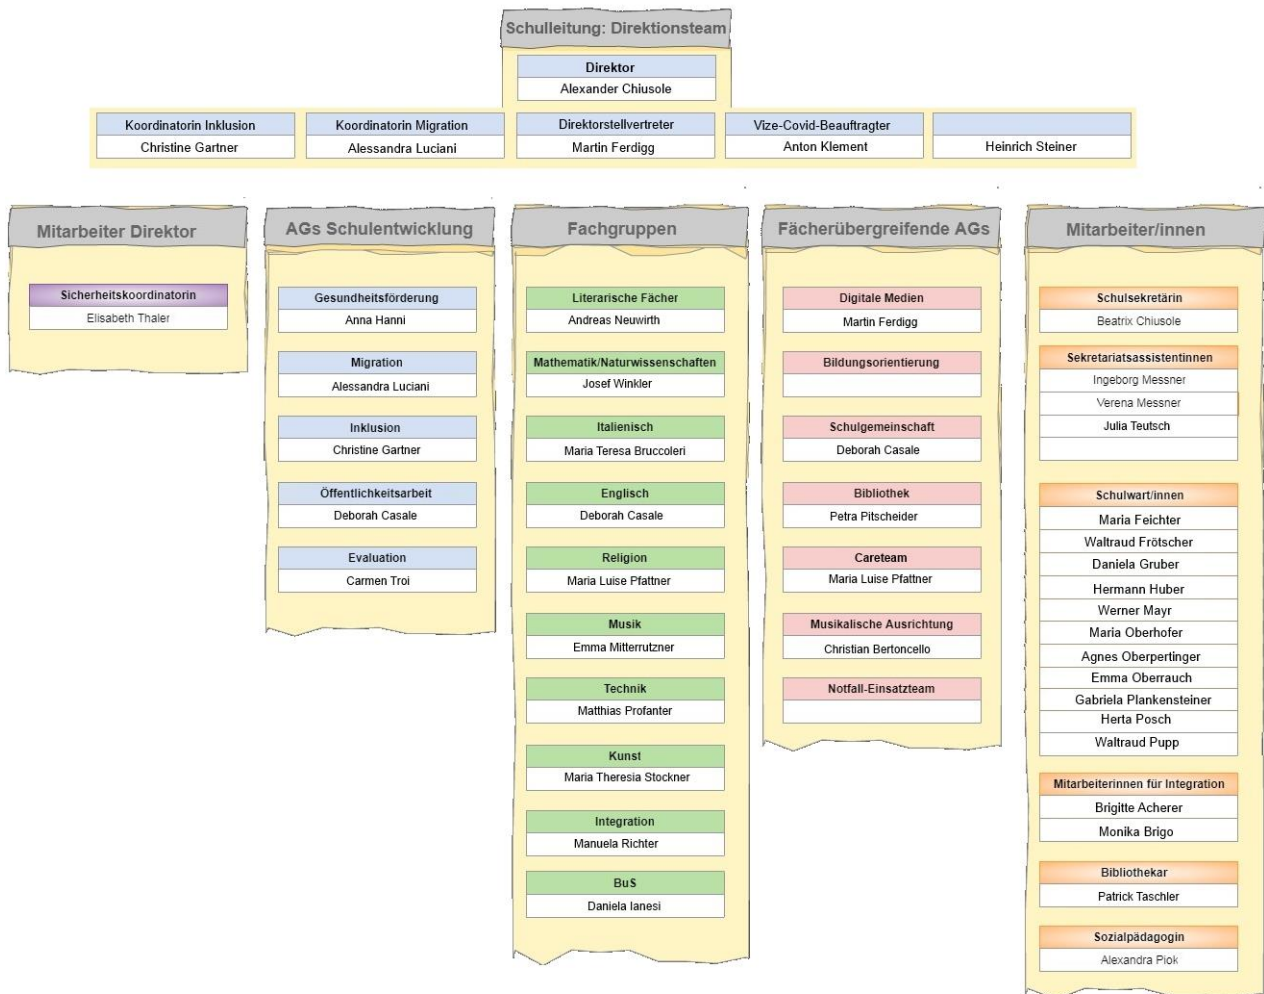 Schulleitung: Direktionsteam
Direktor
Alexander Chiusole
Koordinatorin Inklusion
Christine Gartner
Koordinatorin Migration
Alessandra Luciani
Direktorstellvertreter
Martin Ferdigg
Vize-Covid-Beauftragter
Anton Klement
Heinrich Steiner
Mitarbeiter Direktor
Sicherheitskoordinatorin
Elisabeth Thaler
AGs Schulentwicklung
Gesundheitsförderung
Anna Hanni
Migration
Alessandra Luciani
Inklusion
Christine Gartner
Öffentlichkeitsarbeit
Deborah Casale
Evaluation
Carmen Troi
Fachgruppen
Literarische Fächer
Andreas Neuwirth
Mathematik/Naturwissenschaften
Josef Winkler
Italienisch
Maria Teresa Bruccoleri
Englisch
Deborah Casale
Religion
Maria Luise Pfattner
Musik
Emma Mitterrutzner
Technik
Matthias Profanter
Kunst
Maria Theresia Stockner
Integration
Manuela Richter
BuS
Daniela Ianesi
Fächerübergreifende AGs
Digitale Medien
Martin Ferdigg
Bildungsorientierung
Schulgemeinschaft
Deborah Casale
Bibliothek
Petra Pitscheider
Careteam
Maria Luise Pfattner
Musikalische Ausrichtung
Christian Bertoncello
Notfall-Einsatzteam
Mitarbeiter/innen
Schulsekretärin
Beatrix Chiusole
Sekretariatsassistentinnen
Ingeborg Messner
Verena Messner
Julia Teutsch
Schulwart/innen
Maria Feichter
Waltraud Frötscher
Daniela Gruber
Hermann Huber
Werner Mayr
Maria Oberhofer
Agnes Oberpertinger
Emma Oberrauch
Gabriela Plankensteiner
Herta Posch
Waltraud Pupp
Mitarbeiterinnen für Integration
Brigitte Acherer
Monika Brigo
Bibliothekar
Patrick Taschler
Sozialpädagogin
Alexandra Piok